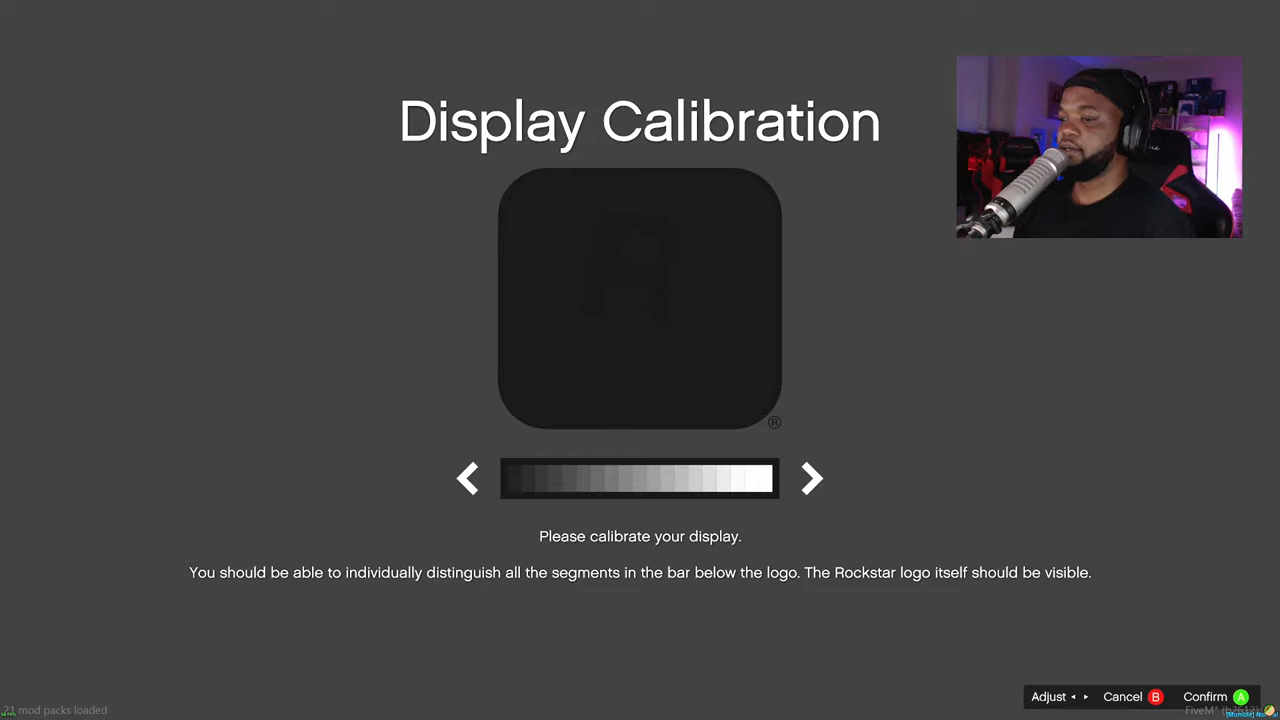 Display Calibration
R
®
Please calibrate your display.
You should be able to individually distinguish all the segments in the bar below the logo. The Rockstar logo itself should be visible.
Adjust
Cancel B
Confirm A
21 mod packs loaded